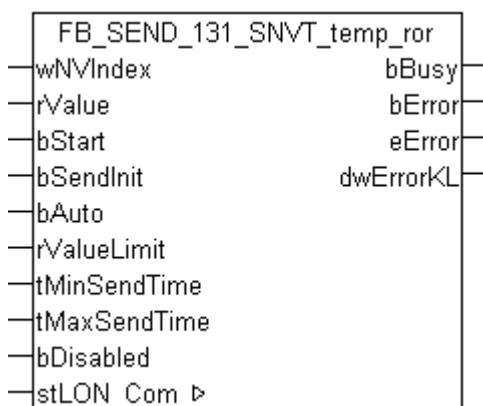 FB_SEND_131_SNVT_temp_ror
wNVIndex bBusy
rValue bError
bStart eError
bSendInit dwErrorKL
bAuto
rValueLimit
tMinSendTime
tMaxSendTime
bDisabled
stLON_Com ▷